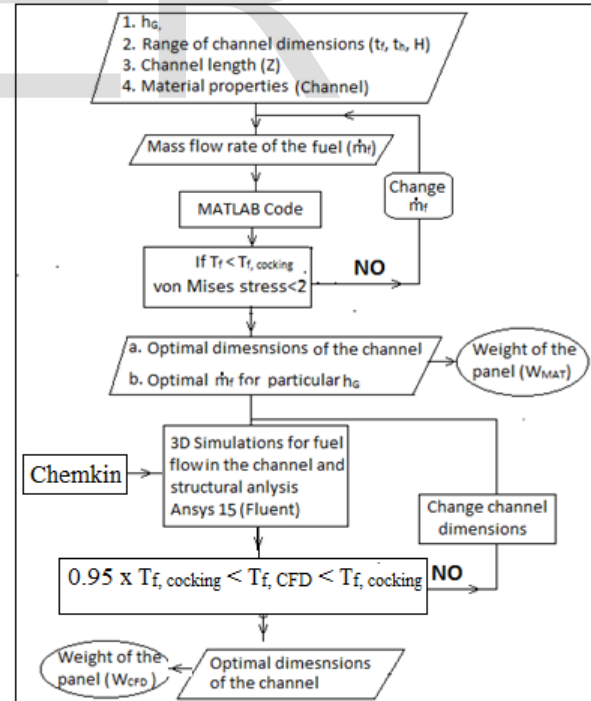 1. hG,
2. Range of channel dimensions (tf, th, H)
3. Channel length (Z)
4. Material properties (Channel)
Mass flow rate of the fuel (ṁf)
Change
ṁf
MATLAB Code
If Tf < Tf, cocking
von Mises stress<2
NO
a. Optimal dimesnsions of the channel
b. Optimal ṁf for particular hG
Weight of the
panel (WMAT)
3D Simulations for fuel
flow in the channel and
structural anlysis
Ansys 15 (Fluent)
Chemkin
Change channel
dimensions
0.95 x Tf, cocking < Tf, CFD < Tf, cocking
NO
Weight of the
panel (WCFD)
Optimal dimesnsions
of the channel